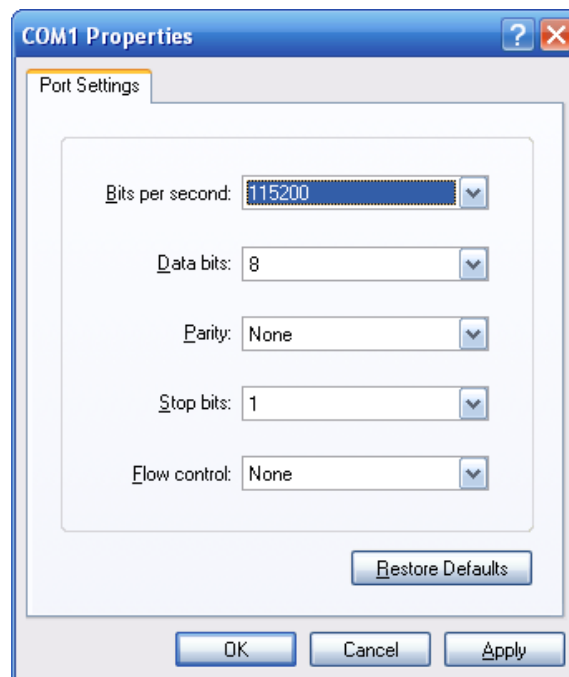 COM1 Properties
Port Settings
Bits per second: 115200
Data bits: 8
Parity: None
Stop bits: 1
Flow control: None
Restore Defaults
OK Cancel Apply